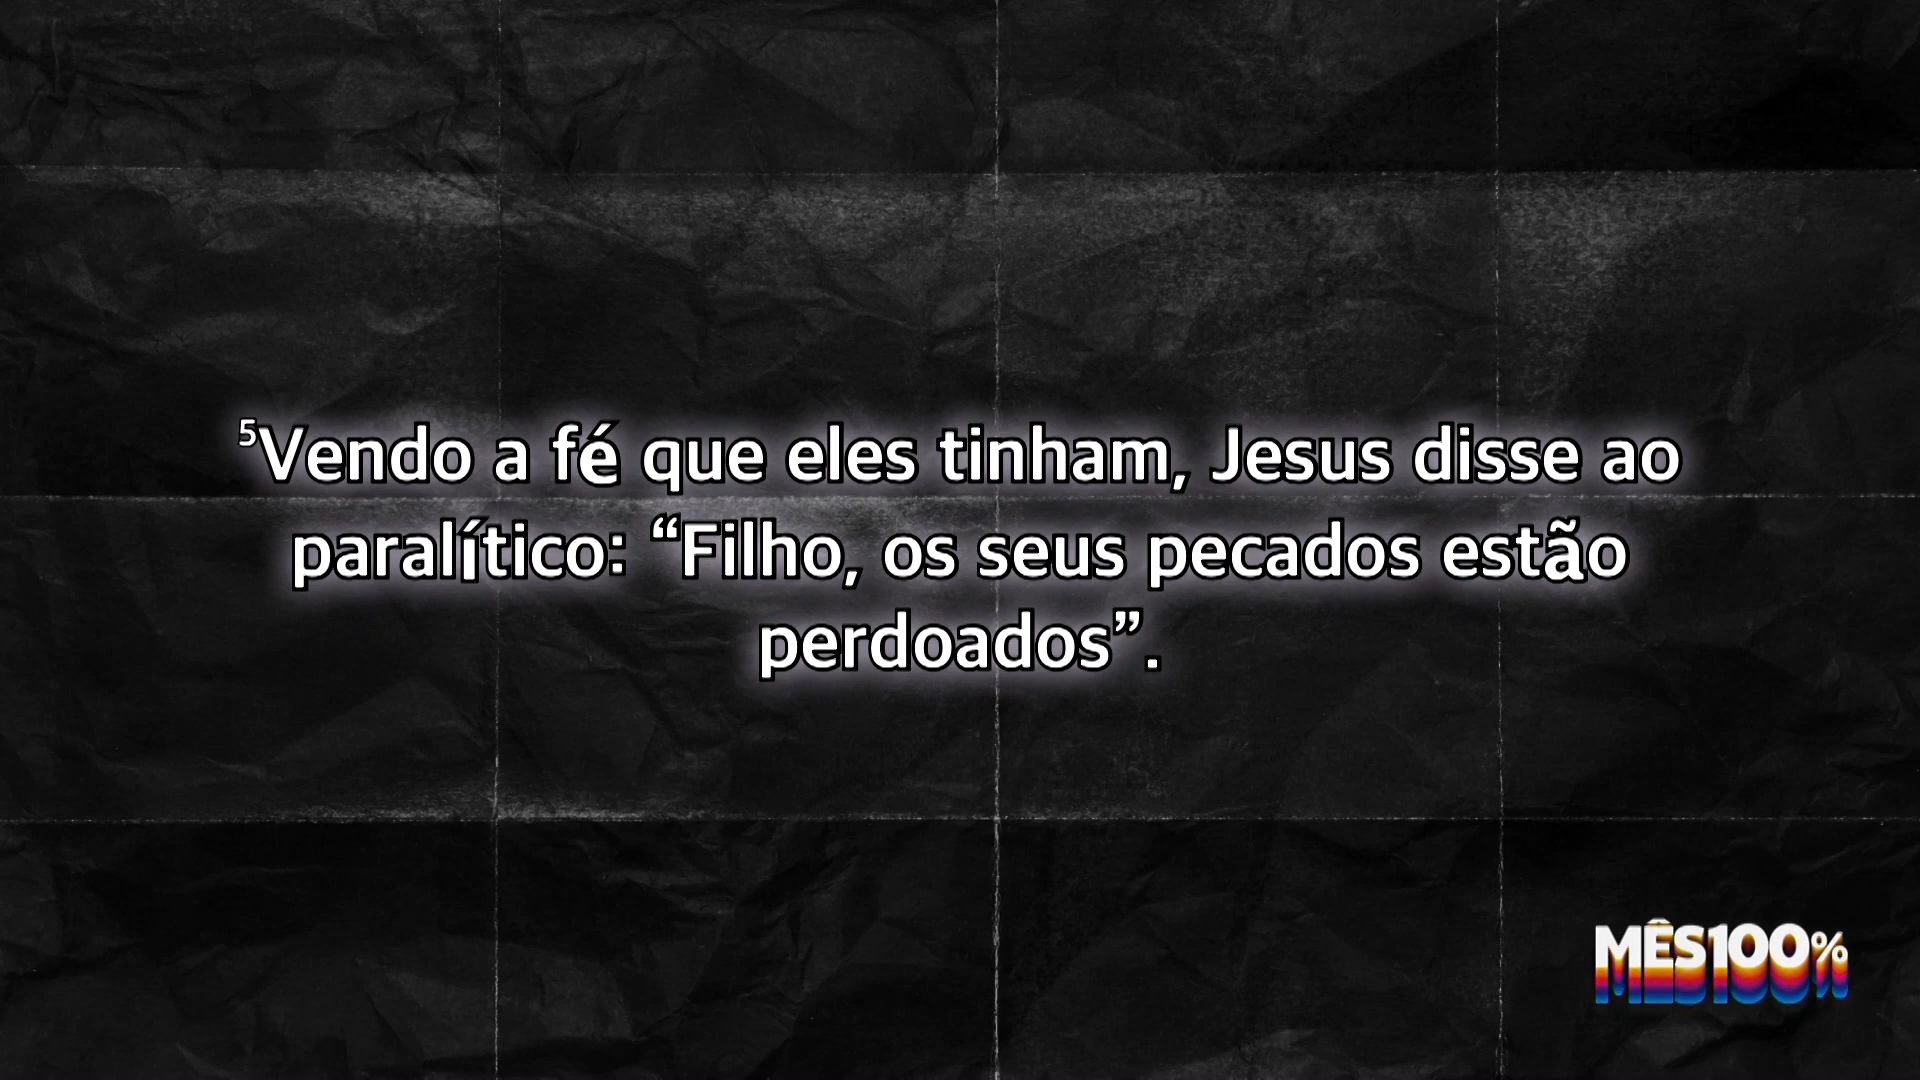 ⁵Vendo a fé que eles tinham, Jesus disse ao
paralítico: “Filho, os seus pecados estão
perdoados”.
MÊS100%